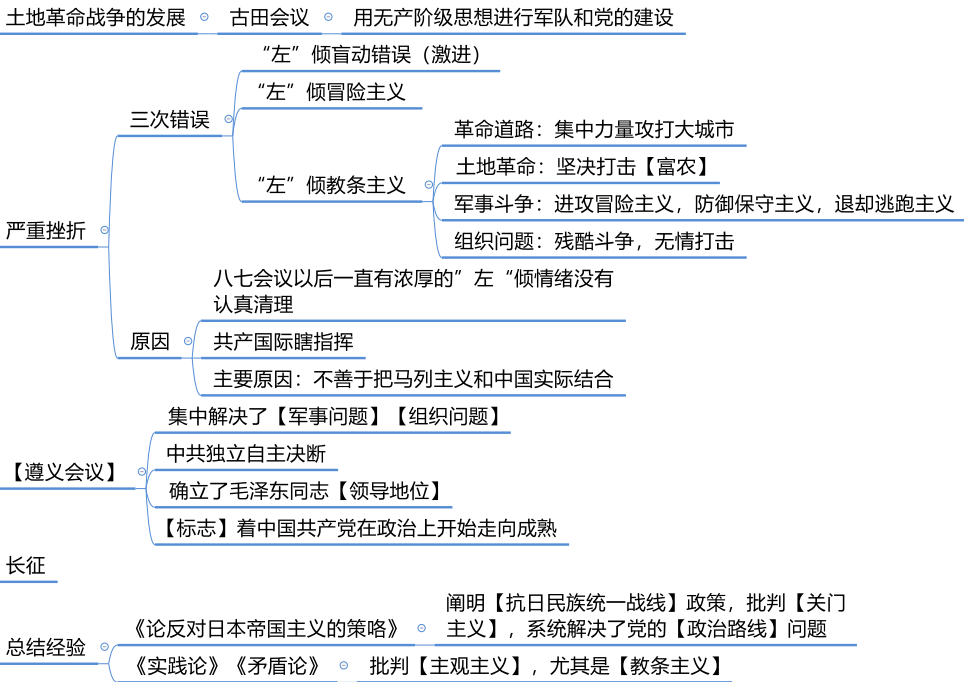 土地革命战争的发展
古田会议
用无产阶级思想进行军队和党的建设
严重挫折
三次错误
“左”倾盲动错误（激进）
“左”倾冒险主义
“左”倾教条主义
革命道路：集中力量攻打大城市
土地革命：坚决打击【富农】
军事斗争：进攻冒险主义，防御保守主义，退却逃跑主义
组织问题：残酷斗争，无情打击
原因
八七会议以后一直有浓厚的”左“倾情绪没有
认真清理
共产国际瞎指挥
主要原因：不善于把马列主义和中国实际结合
【遵义会议】
集中解决了【军事问题】【组织问题】
中共独立自主决断
确立了毛泽东同志【领导地位】
【标志】着中国共产党在政治上开始走向成熟
长征
总结经验
《论反对日本帝国主义的策略》
阐明【抗日民族统一战线】政策，批判【关门
主义】，系统解决了党的【政治路线】问题
《实践论》《矛盾论》
批判【主观主义】，尤其是【教条主义】